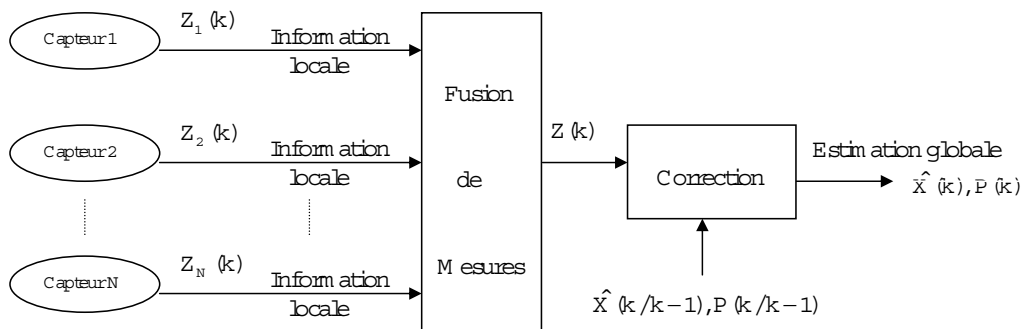 Capteur1
Z1(k)
Information
locale
Capteur2
Z2(k)
Information
locale
CapteurN
ZN(k)
Information
locale
Fusion
de
Mesures
Z(k)
Correction
Estimation globale
X̂(k),P(k)
X̂(k/k-1),P(k/k-1)